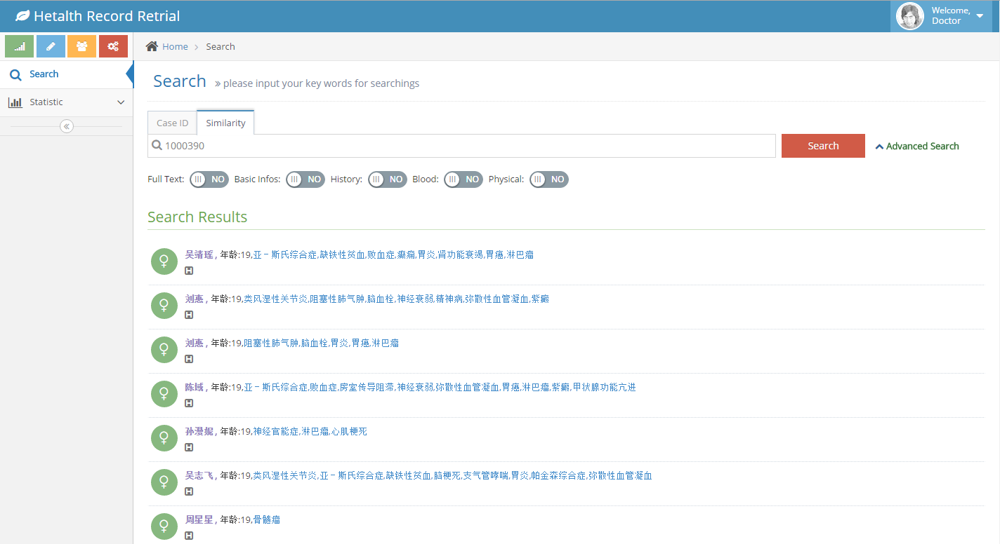 Hetalth Record Retrial
Welcome,
Doctor
Home
Search
Search
Statistic
Search » please input your key words for searchings
Case ID
Similarity
1000390
Search
Advanced Search
Full Text: NO Basic Infos: NO History: NO Blood: NO Physical: NO
Search Results
吴靖瑶, 年龄:19,亚－斯氏综合症,缺铁性贫血,败血症,癫痫,胃炎,肾功能衰竭,胃癌,淋巴瘤
H
刘惠, 年龄:19,类风湿性关节炎,阻塞性肺气肿,脑血栓,神经衰弱,精神病,弥散性血管凝血,紫癜
H
刘惠, 年龄:19,阻塞性肺气肿,脑血栓,胃炎,胃癌,淋巴瘤
H
陈域, 年龄:19,亚－斯氏综合症,败血症,房室传导阻滞,神经衰弱,弥散性血管凝血,胃癌,淋巴瘤,紫癜,甲状腺功能亢进
H
孙漫妮, 年龄:19,神经官能症,淋巴瘤,心肌梗死
H
吴志飞, 年龄:19,类风湿性关节炎,亚－斯氏综合症,缺铁性贫血,脑梗死,支气管哮喘,胃炎,帕金森综合症,弥散性血管凝血
H
周星星, 年龄:19,骨髓瘤
H